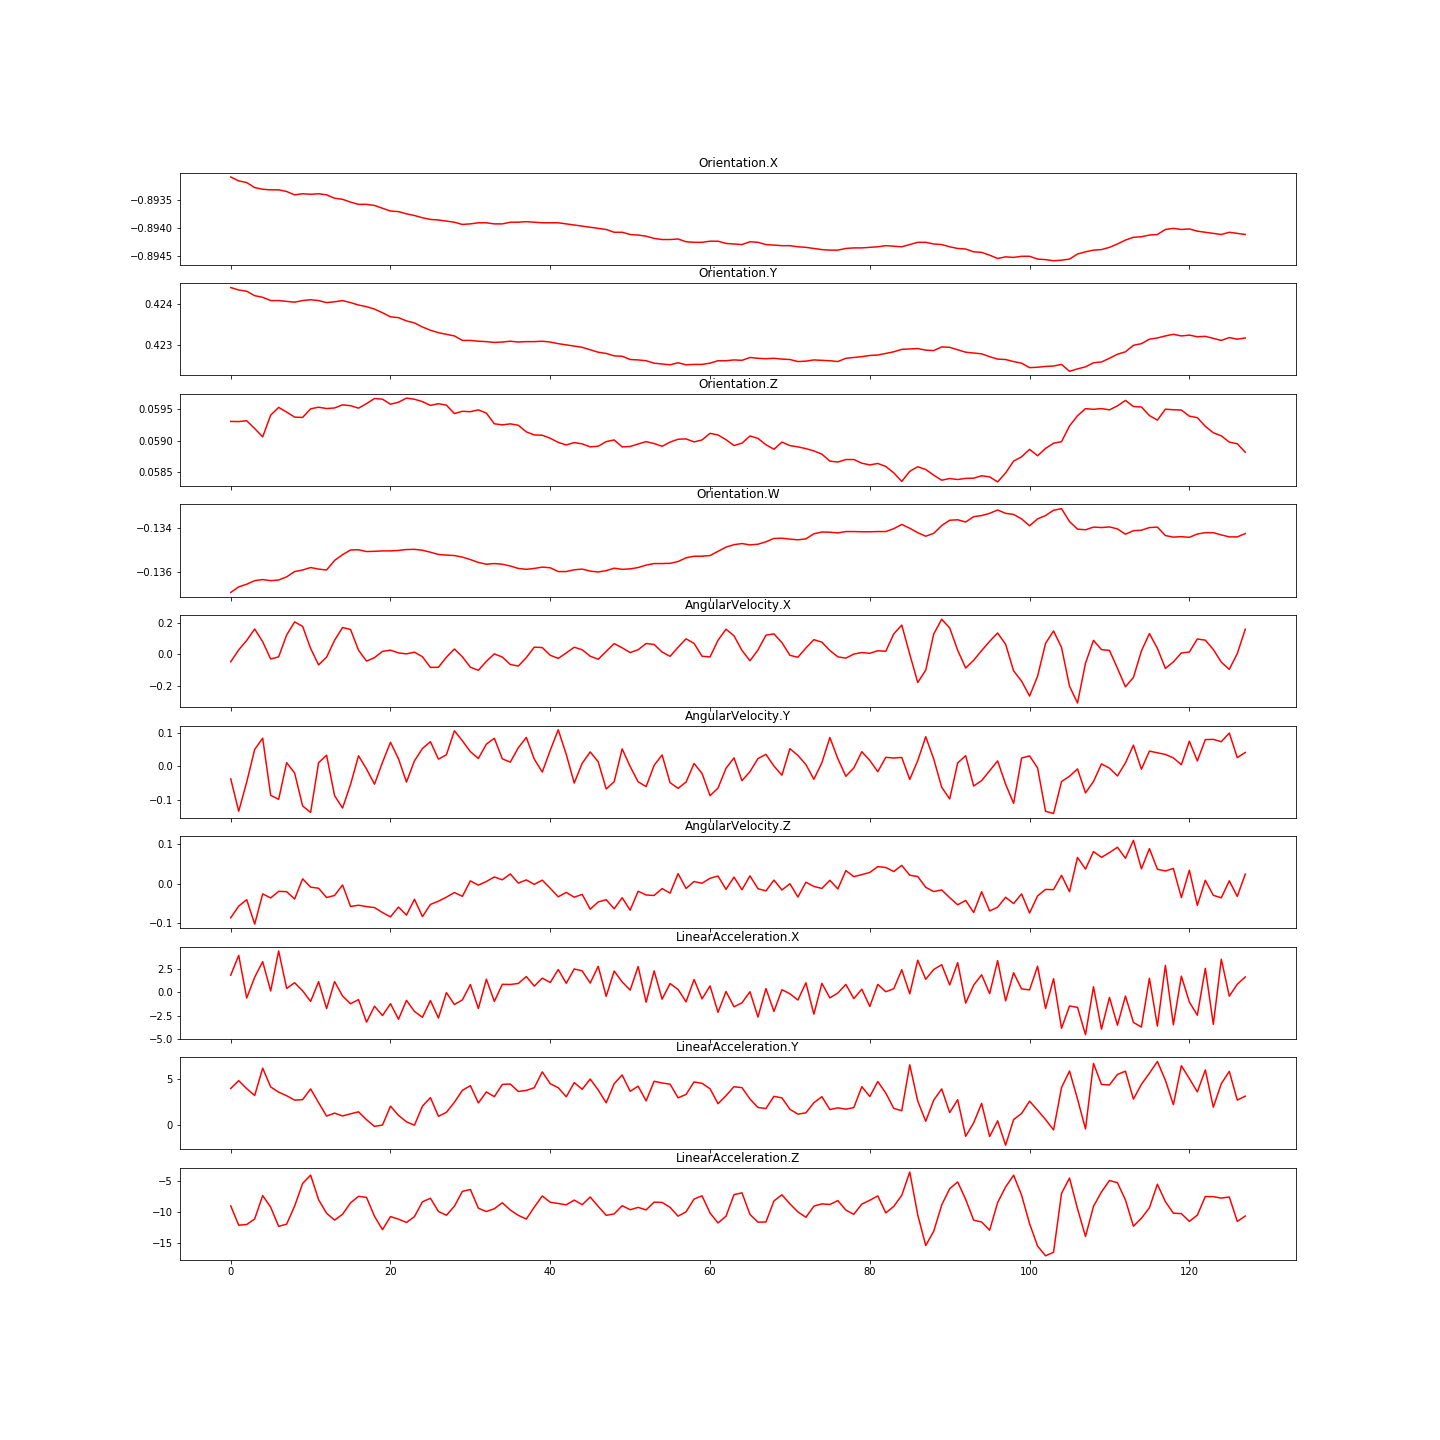 Orientation.X
−0.8935
−0.8940
−0.8945
Orientation.Y
0.424
0.423
Orientation.Z
0.0595
0.0590
0.0585
Orientation.W
−0.134
−0.136
AngularVelocity.X
0.2
0.0
−0.2
AngularVelocity.Y
0.1
0.0
−0.1
AngularVelocity.Z
0.1
0.0
−0.1
LinearAcceleration.X
2.5
0.0
−2.5
−5.0
LinearAcceleration.Y
5
0
LinearAcceleration.Z
−5
−10
−15
0 20 40 60 80 100 120